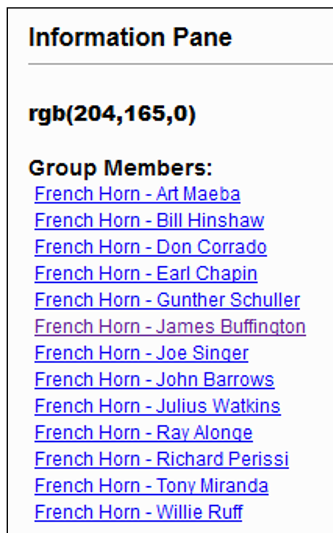 Information Pane
rgb(204,165,0)
Group Members:
French Horn - Art Maeba
French Horn - Bill Hinshaw
French Horn - Don Corrado
French Horn - Earl Chapin
French Horn - Gunther Schuller
French Horn - James Buffington
French Horn - Joe Singer
French Horn - John Barrows
French Horn - Julius Watkins
French Horn - Ray Alonge
French Horn - Richard Perissi
French Horn - Tony Miranda
French Horn - Willie Ruff